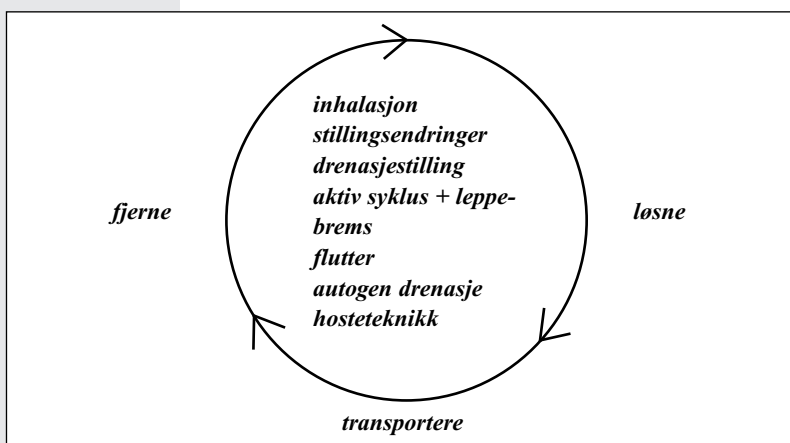 inhalasjon
stillingsendringer
drenasjestilling
aktiv syklus + leppe-
brems
flutter
autogen drenasje
hosteteknikk
fjerne
løsne
transportere